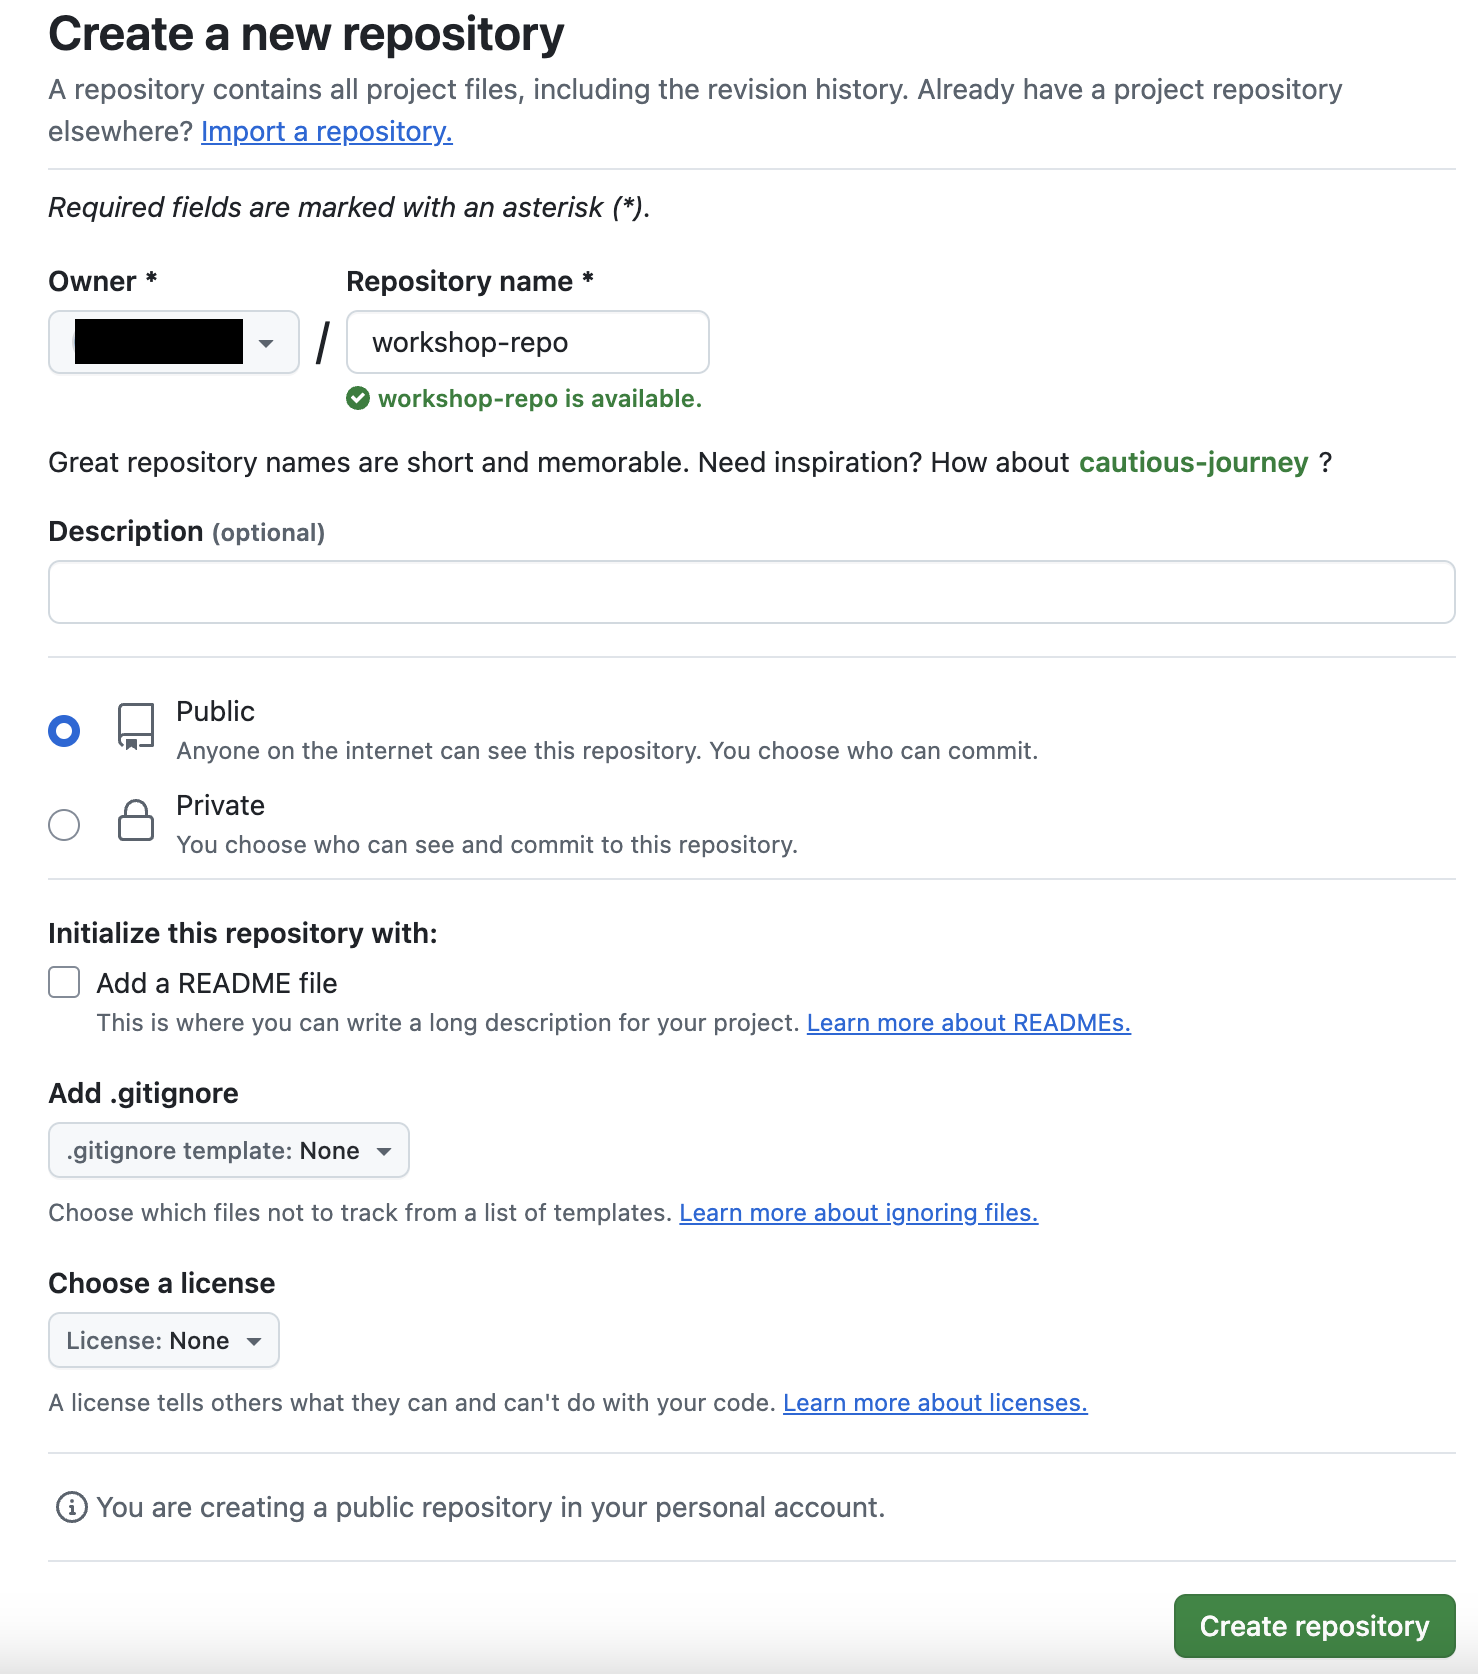 Create a new repository
A repository contains all project files, including the revision history. Already have a project repository
elsewhere? Import a repository.
Required fields are marked with an asterisk (*).
Owner *
Repository name *
/
workshop-repo
workshop-repo is available.
Great repository names are short and memorable. Need inspiration? How about cautious-journey ?
Description (optional)
Public
Anyone on the internet can see this repository. You choose who can commit.
Private
You choose who can see and commit to this repository.
Initialize this repository with:
Add a README file
This is where you can write a long description for your project. Learn more about READMEs.
Add .gitignore
.gitignore template: None
Choose which files not to track from a list of templates. Learn more about ignoring files.
Choose a license
License: None
A license tells others what they can and can't do with your code. Learn more about licenses.
You are creating a public repository in your personal account.
Create repository